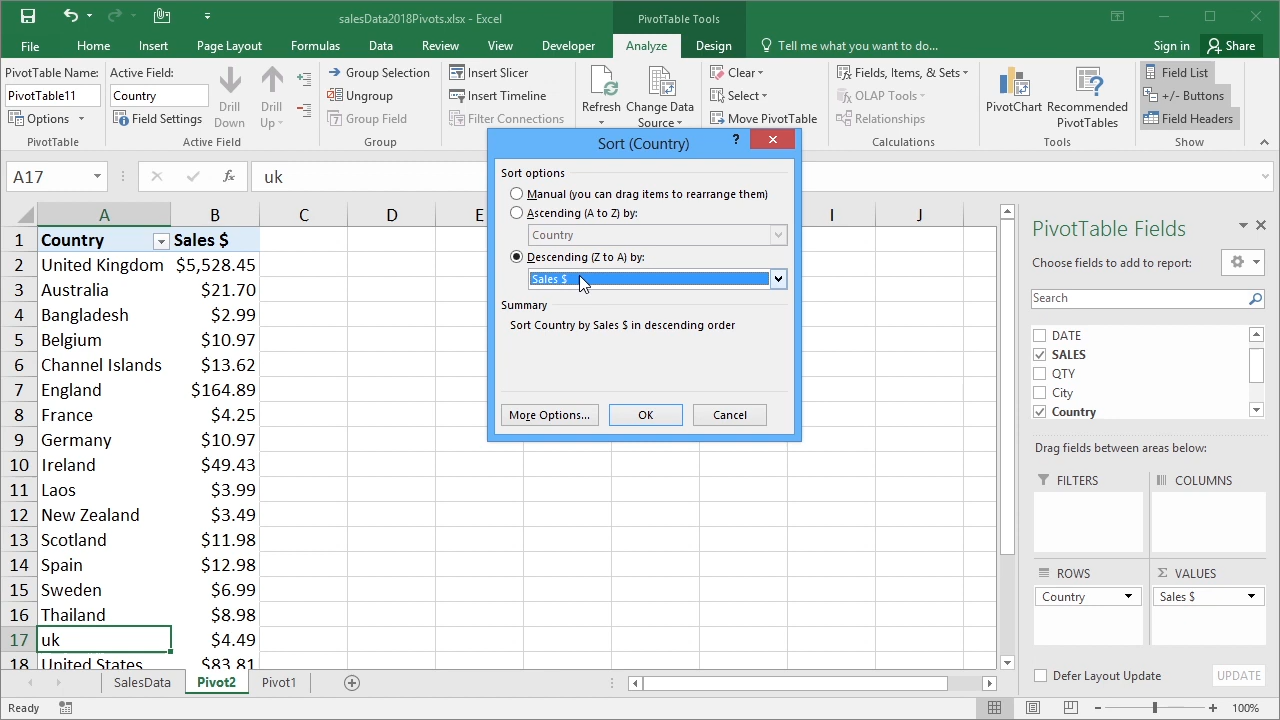 salesData2018Pivots.xlsx - Excel
PivotTable Tools
File
Home
Insert
Page Layout
Formulas
Data
Review
View
Developer
Analyze
Design
Tell me what you want to do...
Sign in
Share
PivotTable Name:
PivotTable11
Options
PivotTable
Active Field:
Country
Field Settings
Drill Down
Drill Up
Active Field
Group Selection
Ungroup
Group Field
Group
Insert Slicer
Insert Timeline
Filter Connections
Refresh
Change Data Source
Clear
Select
Move PivotTable
Fields, Items, & Sets
OLAP Tools
Relationships
Calculations
PivotChart
Recommended PivotTables
Tools
Field List
+/- Buttons
Field Headers
Show
A17
fx
uk
Sort (Country)
?
Sort options
Manual (you can drag items to rearrange them)
Ascending (A to Z) by:
Country
Descending (Z to A) by:
Sales $
Summary
Sort Country by Sales $ in descending order
More Options...
OK
Cancel
A B C D E I J
1 Country Sales $
2 United Kingdom $5,528.45
3 Australia $21.70
4 Bangladesh $2.99
5 Belgium $10.97
6 Channel Islands $13.62
7 England $164.89
8 France $4.25
9 Germany $10.97
10 Ireland $49.43
11 Laos $3.99
12 New Zealand $3.49
13 Scotland $11.98
14 Spain $12.98
15 Sweden $6.99
16 Thailand $8.98
17 uk $4.49
18 United States $83.81
PivotTable Fields
Choose fields to add to report:
Search
DATE
SALES
QTY
City
Country
Drag fields between areas below:
FILTERS
COLUMNS
ROWS
Country
VALUES
Sales $
Defer Layout Update
UPDATE
SalesData
Pivot2
Pivot1
Ready
100%